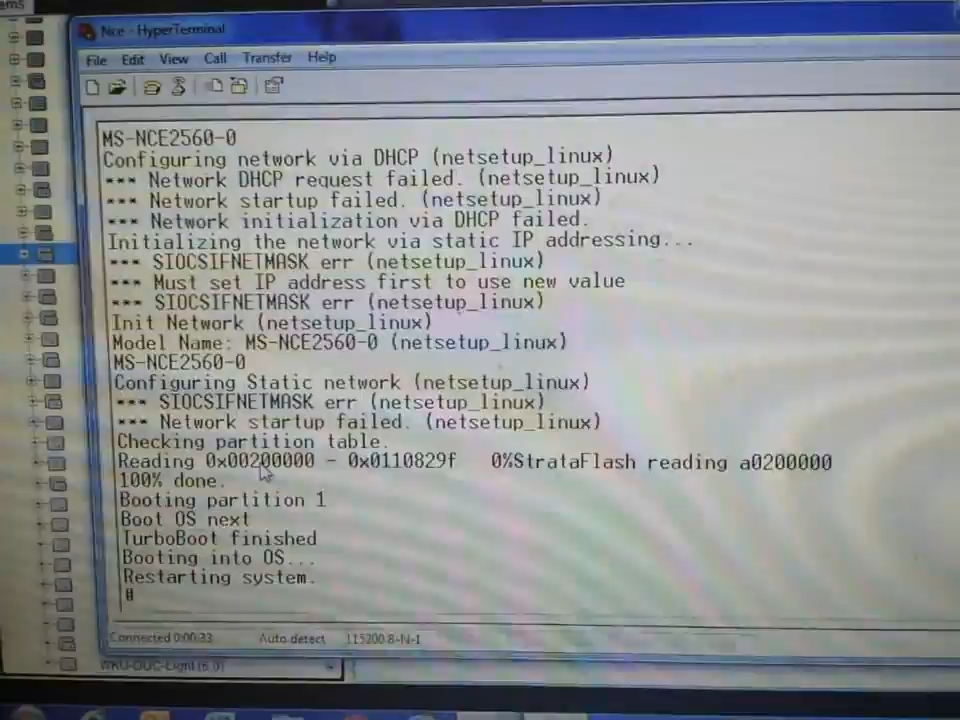 Nce - HyperTerminal
File Edit View Call Transfer Help
MS-NCE2560-0
Configuring network via DHCP (netsetup_linux)
*** Network DHCP request failed. (netsetup_linux)
*** Network startup failed. (netsetup_linux)
*** Network initialization via DHCP failed.
Initializing the network via static IP addressing...
*** SIOCSIFNETMASK err (netsetup_linux)
*** Must set IP address first to use new value
*** SIOCSIFNETMASK err (netsetup_linux)
Init Network (netsetup_linux)
Model Name: MS-NCE2560-0 (netsetup_linux)
MS-NCE2560-0
Configuring Static network (netsetup_linux)
*** SIOCSIFNETMASK err (netsetup_linux)
*** Network startup failed. (netsetup_linux)
Checking partition table.
Reading 0x00200000 - 0x0110829f 0%StrataFlash reading a0200000
100% done.
Booting partition 1
Boot OS next
TurboBoot finished
Booting into OS...
Restarting system.
Connected 0:00:33 Auto detect 115200 8-N-1